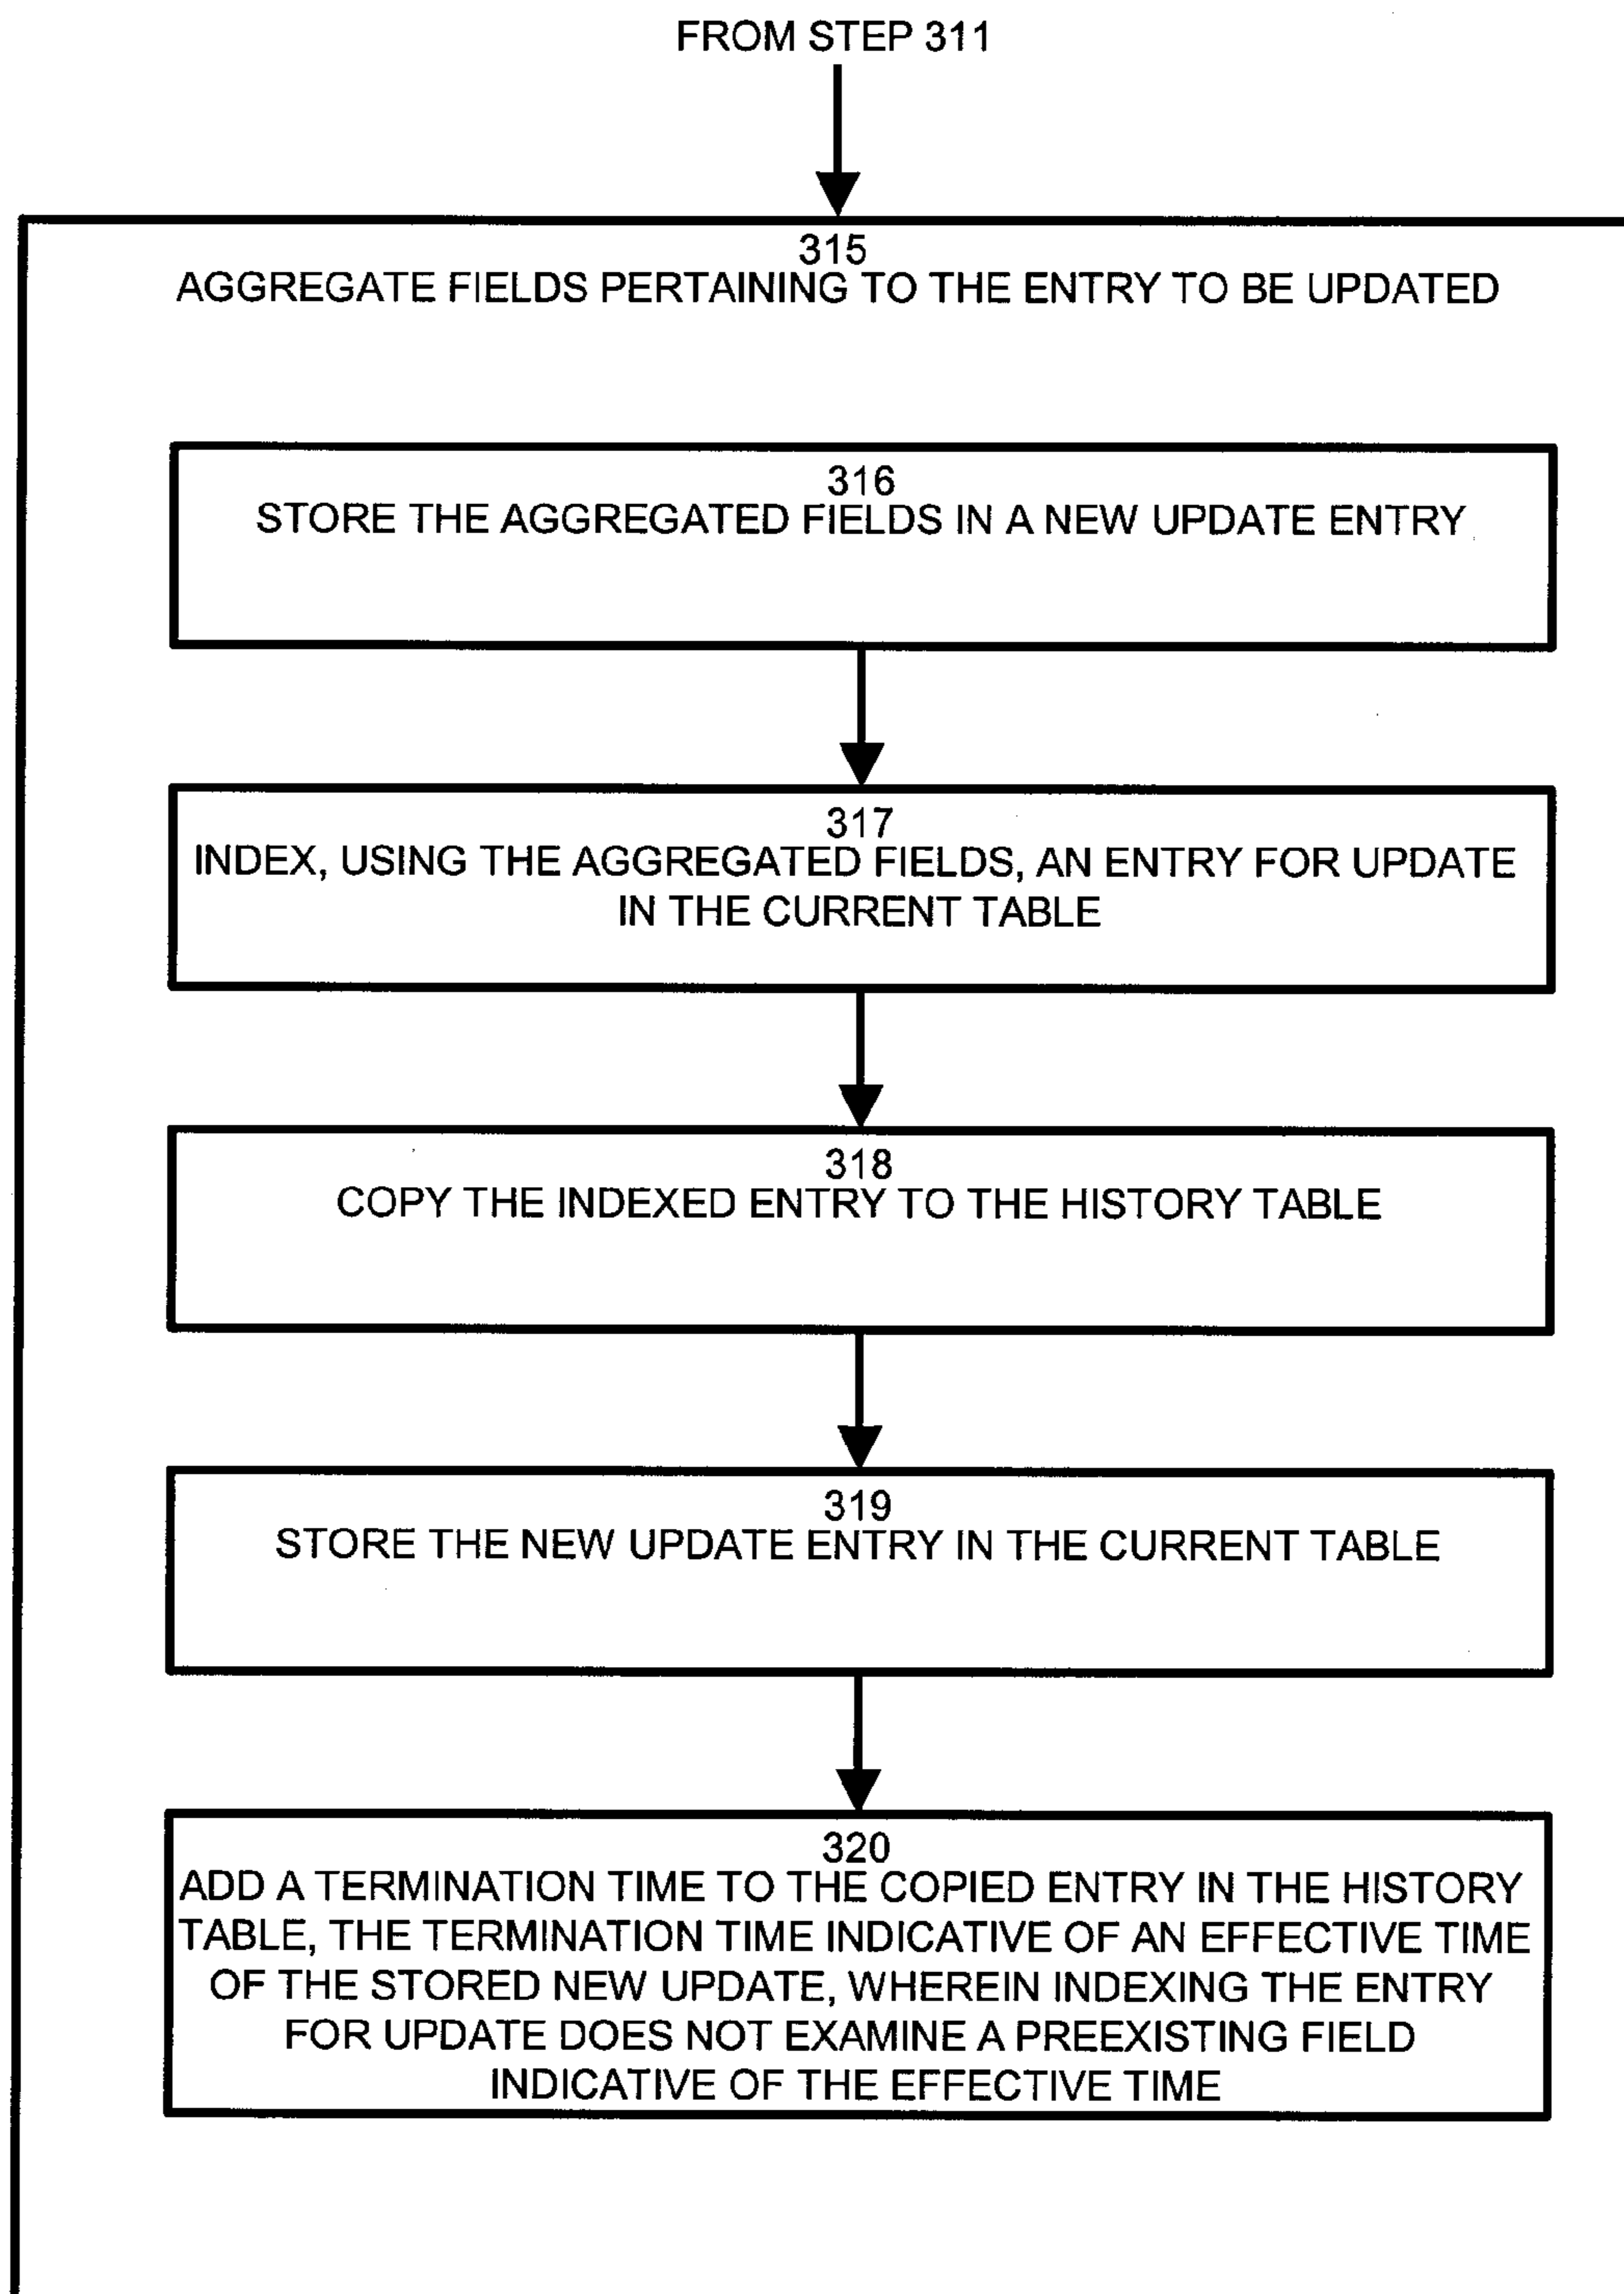 FROM STEP 311
315
AGGREGATE FIELDS PERTAINING TO THE ENTRY TO BE UPDATED
316
STORE THE AGGREGATED FIELDS IN A NEW UPDATE ENTRY
317
INDEX, USING THE AGGREGATED FIELDS, AN ENTRY FOR UPDATE
IN THE CURRENT TABLE
318
COPY THE INDEXED ENTRY TO THE HISTORY TABLE
319
STORE THE NEW UPDATE ENTRY IN THE CURRENT TABLE
320
ADD A TERMINATION TIME TO THE COPIED ENTRY IN THE HISTORY
TABLE, THE TERMINATION TIME INDICATIVE OF AN EFFECTIVE TIME
OF THE STORED NEW UPDATE, WHEREIN INDEXING THE ENTRY
FOR UPDATE DOES NOT EXAMINE A PREEXISTING FIELD
INDICATIVE OF THE EFFECTIVE TIME